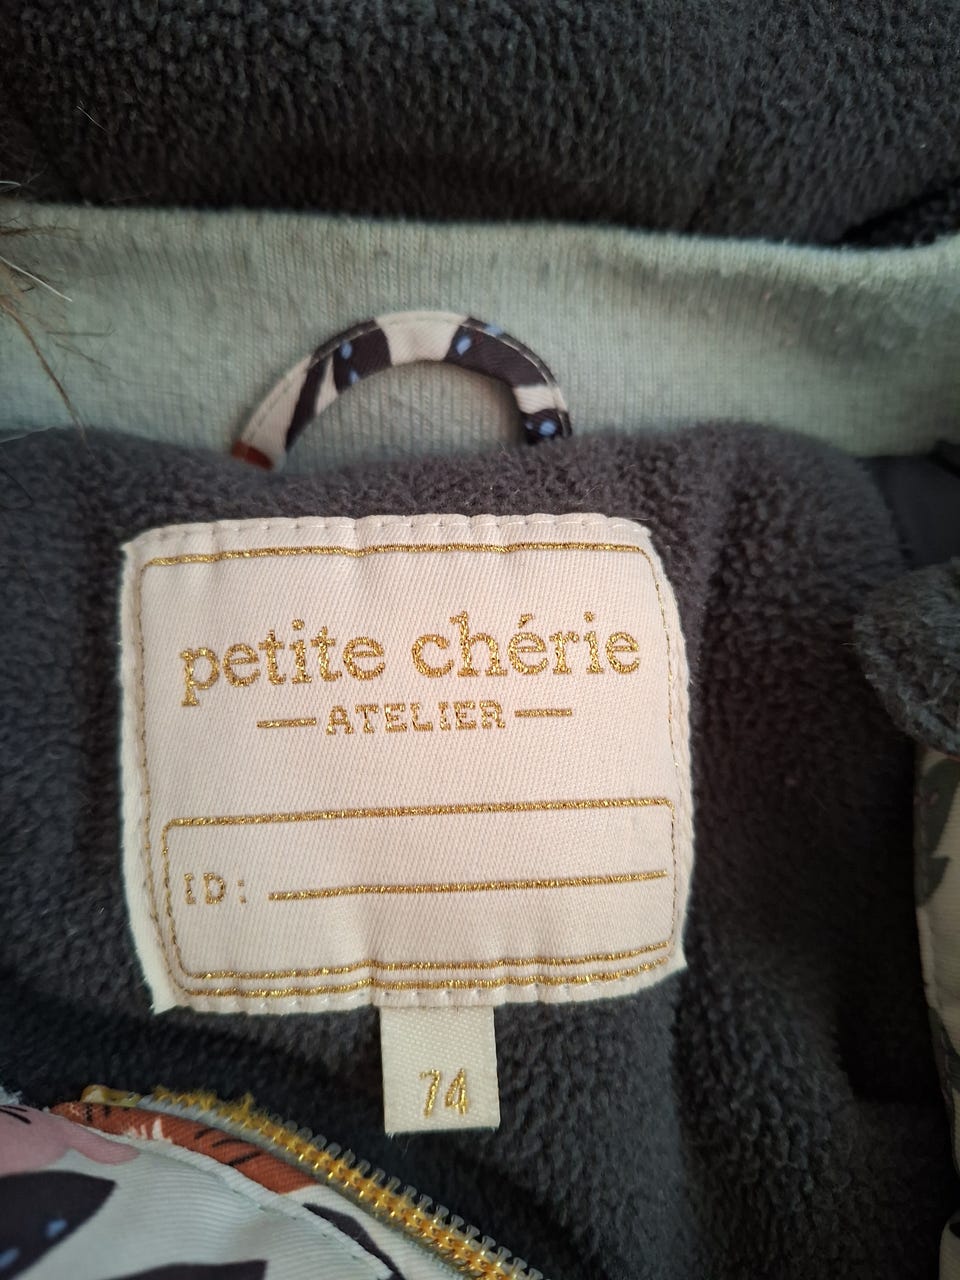 petite chérie
ATELIER
ID:
74